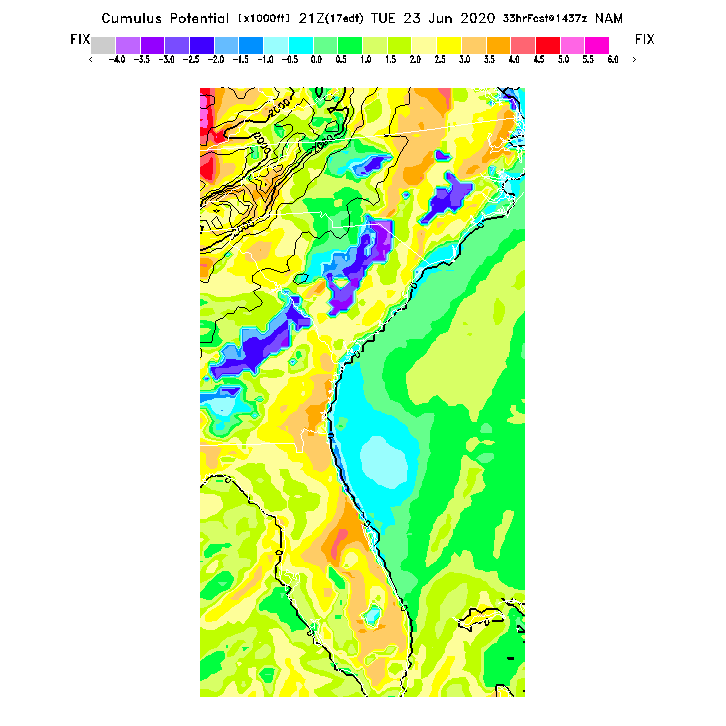 Cumulus Potential [x1000ft] 21Z(17edt) TUE 23 Jun 2020 33hrFcst@1437z NAM
FIX FIX
< -4.0 -3.5 -3.0 -2.5 -2.0 -1.5 -1.0 -0.5 0.0 0.5 1.0 1.5 2.0 2.5 3.0 3.5 4.0 4.5 5.0 5.5 6.0 >
2000
2000